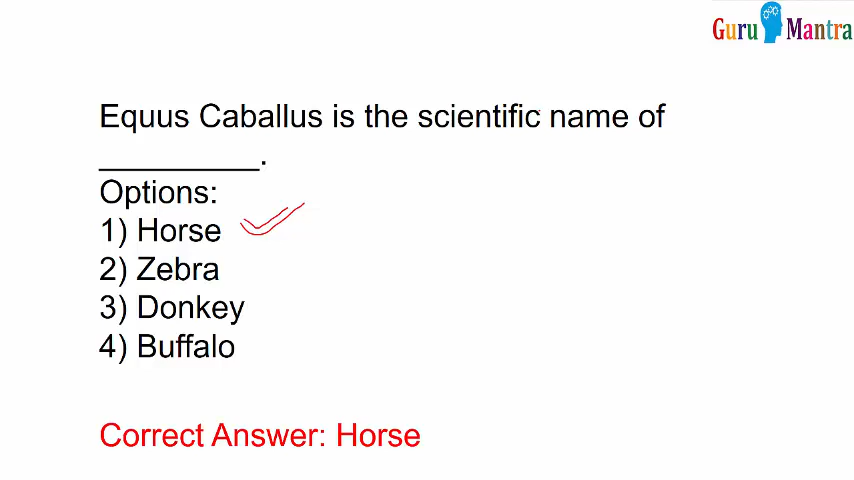 Guru Mantra
Equus Caballus is the scientific name of
_________.
Options:
1) Horse
2) Zebra
3) Donkey
4) Buffalo
Correct Answer: Horse